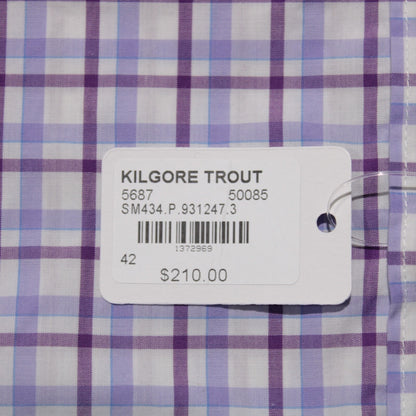 KILGORE TROUT
5687 50085
SM434.P.931247.3
1372969
42
$210.00